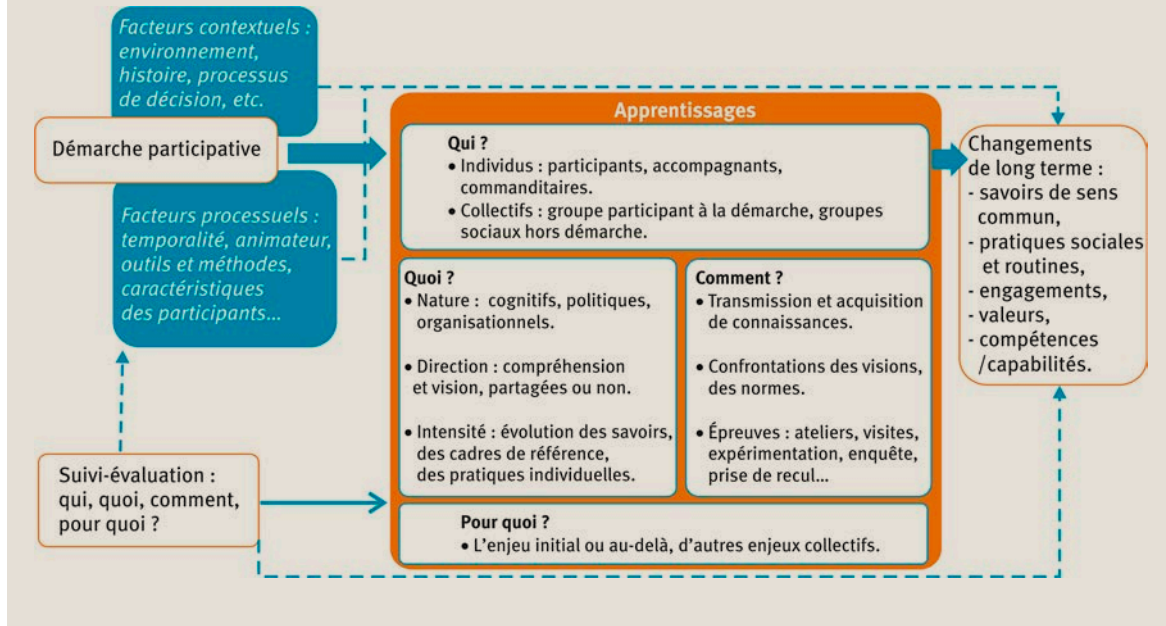 Facteurs contextuels :
environnement,
histoire, processus
de décision, etc.
Démarche participative
Facteurs processuels :
temporalité, animateur,
outils et méthodes,
caractéristiques
des participants...
Suivi-évaluation :
qui, quoi, comment,
pour quoi ?
Apprentissages
Qui ?
• Individus : participants, accompagnants,
commanditaires.
• Collectifs : groupe participant à la démarche, groupes
sociaux hors démarche.
Quoi ?
• Nature : cognitifs, politiques,
organisationnels.
• Direction : compréhension
et vision, partagées ou non.
• Intensité : évolution des savoirs,
des cadres de référence,
des pratiques individuelles.
Comment ?
• Transmission et acquisition
de connaissances.
• Confrontations des visions,
des normes.
• Épreuves : ateliers, visites,
expérimentation, enquête,
prise de recul...
Pour quoi ?
• L'enjeu initial ou au-delà, d'autres enjeux collectifs.
Changements
de long terme :
- savoirs de sens
commun,
- pratiques sociales
et routines,
- engagements,
- valeurs,
- compétences
/capabilités.